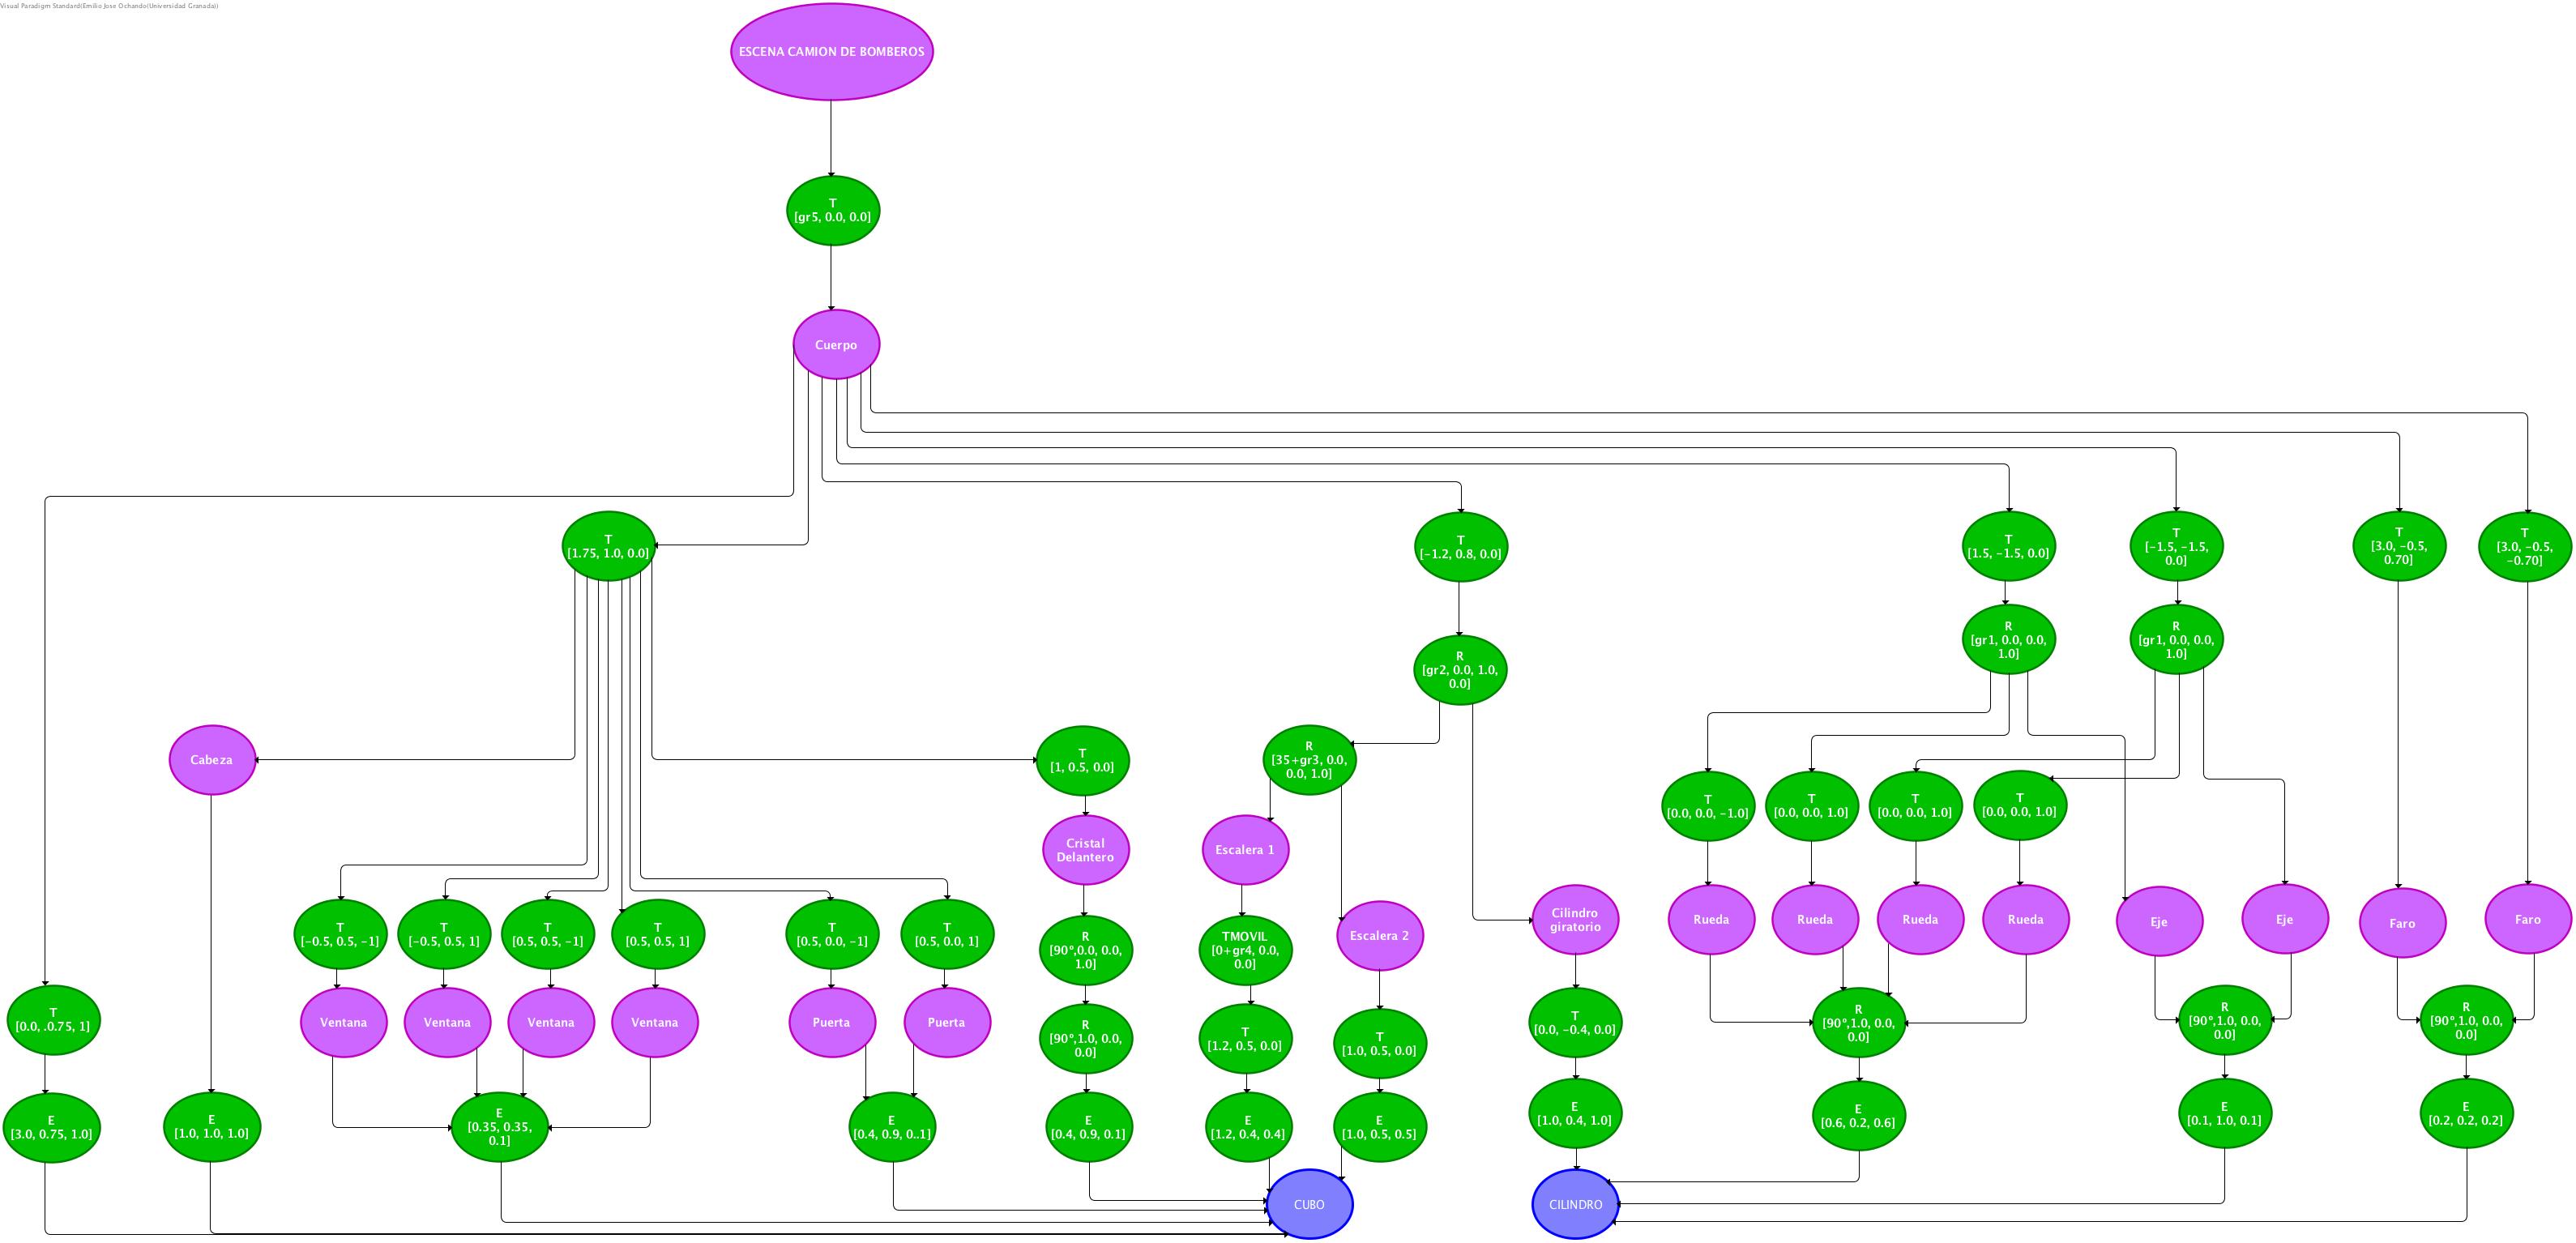 Visual Paradigm Standard(Emilio Jose Ochando(Universidad Granada))
ESCENA CAMION DE BOMBEROS
T
[gr5, 0.0, 0.0]
Cuerpo
T
[1.75, 1.0, 0.0]
T
[−1.2, 0.8, 0.0]
T
[1.5, −1.5, 0.0]
T
[−1.5, −1.5,
0.0]
T
[3.0, −0.5,
0.70]
T
[3.0, −0.5,
−0.70]
R
[gr2, 0.0, 1.0,
0.0]
R
[gr1, 0.0, 0.0,
1.0]
R
[gr1, 0.0, 0.0,
1.0]
Cabeza
T
[1, 0.5, 0.0]
R
[35+gr3, 0.0,
0.0, 1.0]
T
[0.0, 0.0, −1.0]
T
[0.0, 0.0, 1.0]
T
[0.0, 0.0, 1.0]
T
[0.0, 0.0, 1.0]
Cristal
Delantero
Escalera 1
T
[−0.5, 0.5, −1]
T
[−0.5, 0.5, 1]
T
[0.5, 0.5, −1]
T
[0.5, 0.5, 1]
T
[0.5, 0.0, −1]
T
[0.5, 0.0, 1]
R
[90°,0.0, 0.0,
1.0]
TMOVIL
[0+gr4, 0.0,
0.0]
Escalera 2
Cilindro
giratorio
Rueda
Rueda
Rueda
Rueda
Eje
Eje
Faro
Faro
T
[0.0, .0.75, 1]
Ventana
Ventana
Ventana
Ventana
Puerta
Puerta
R
[90°,1.0, 0.0,
0.0]
T
[1.2, 0.5, 0.0]
T
[1.0, 0.5, 0.0]
T
[0.0, −0.4, 0.0]
R
[90°,1.0, 0.0,
0.0]
R
[90°,1.0, 0.0,
0.0]
R
[90°,1.0, 0.0,
0.0]
E
[3.0, 0.75, 1.0]
E
[1.0, 1.0, 1.0]
E
[0.35, 0.35,
0.1]
E
[0.4, 0.9, 0..1]
E
[0.4, 0.9, 0.1]
E
[1.2, 0.4, 0.4]
E
[1.0, 0.5, 0.5]
E
[1.0, 0.4, 1.0]
E
[0.6, 0.2, 0.6]
E
[0.1, 1.0, 0.1]
E
[0.2, 0.2, 0.2]
CUBO
CILINDRO